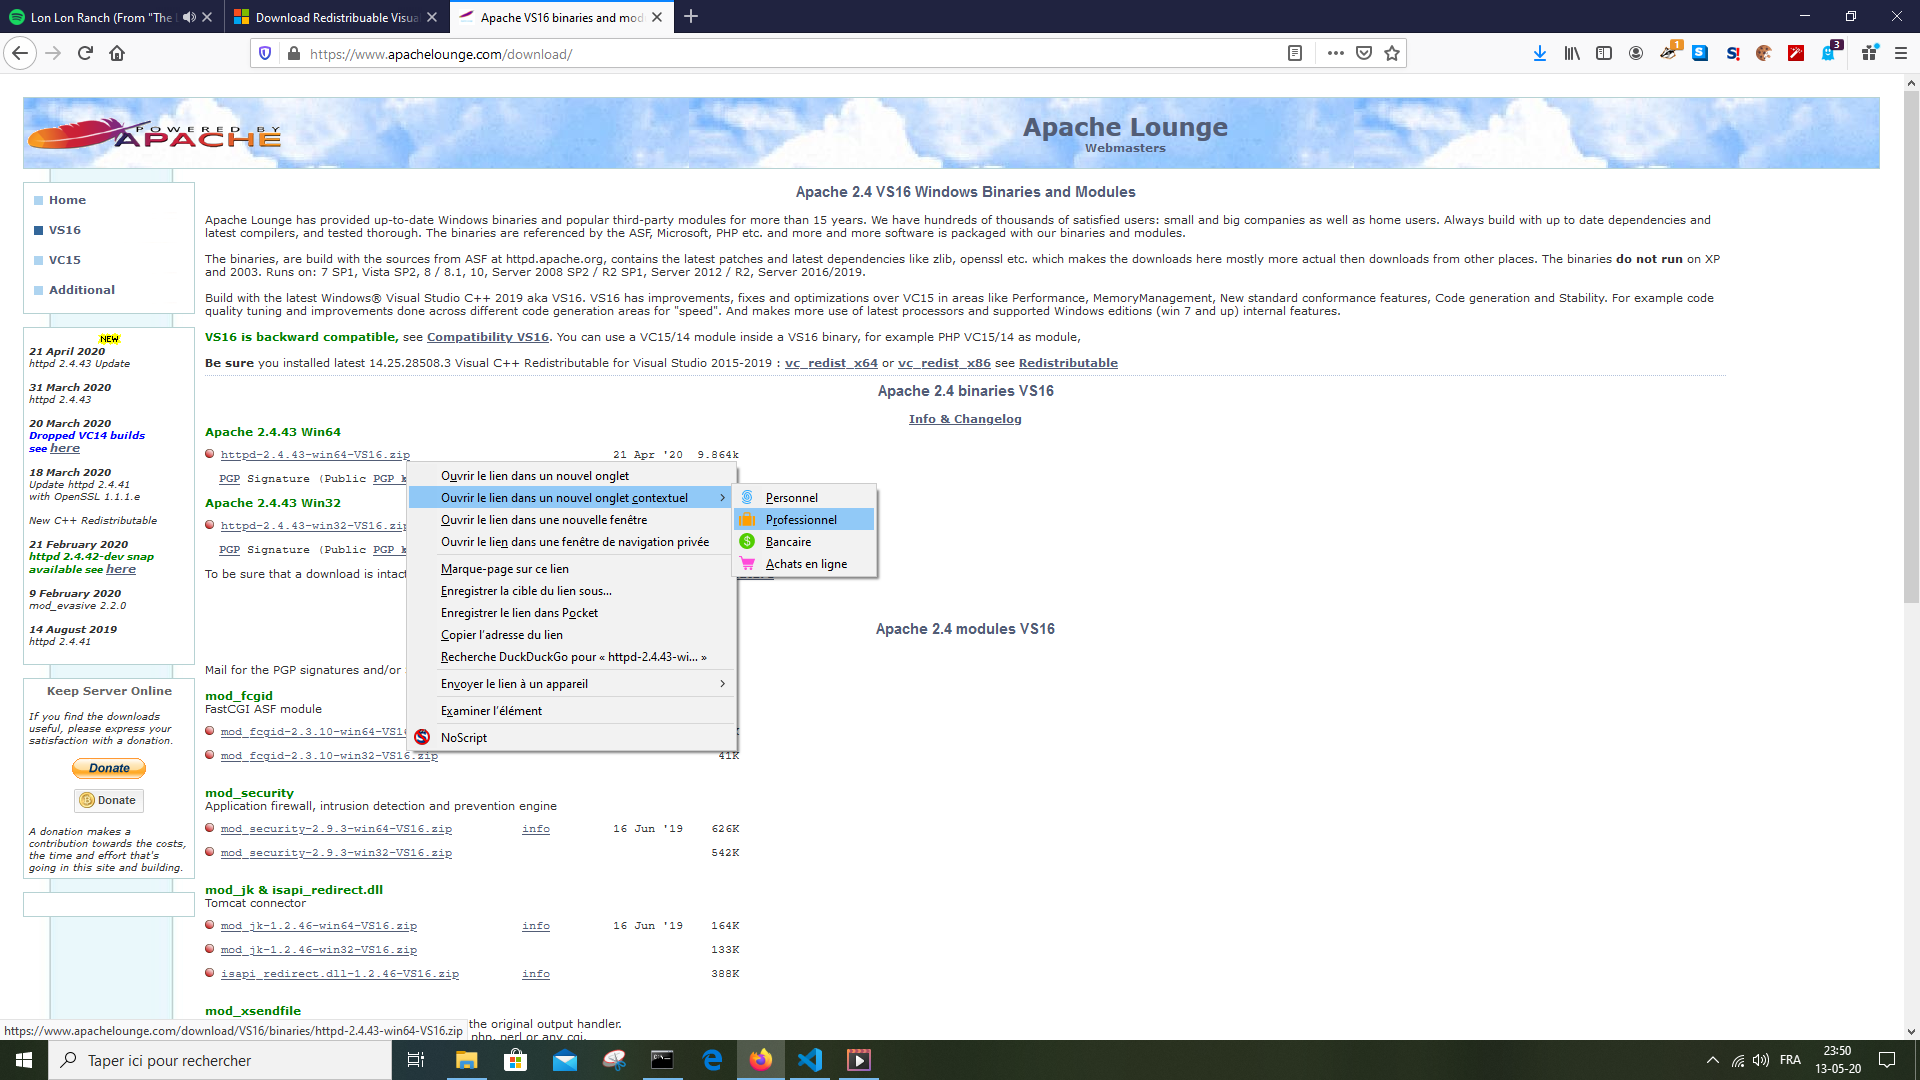 Lon Lon Ranch (From "The L
Download Redistribuable Visua
Apache VS16 binaries and mod
https://www.apachelounge.com/download/
1
3
POWERED BY
APACHE
Apache Lounge
Webmasters
Home
VS16
VC15
Additional
NEW
21 April 2020
httpd 2.4.43 Update
31 March 2020
httpd 2.4.43
20 March 2020
Dropped VC14 builds
see here
18 March 2020
Update httpd 2.4.41
with OpenSSL 1.1.1.e
New C++ Redistributable
21 February 2020
httpd 2.4.42-dev snap
available see here
9 February 2020
mod_evasive 2.2.0
14 August 2019
httpd 2.4.41
Keep Server Online
If you find the downloads
useful, please express your
satisfaction with a donation.
Donate
Donate
A donation makes a
contribution towards the costs,
the time and effort that's
going in this site and building.
Apache 2.4 VS16 Windows Binaries and Modules
Apache Lounge has provided up-to-date Windows binaries and popular third-party modules for more than 15 years. We have hundreds of thousands of satisfied users: small and big companies as well as home users. Always build with up to date dependencies and
latest compilers, and tested thorough. The binaries are referenced by the ASF, Microsoft, PHP etc. and more and more software is packaged with our binaries and modules.
The binaries, are build with the sources from ASF at httpd.apache.org, contains the latest patches and latest dependencies like zlib, openssl etc. which makes the downloads here mostly more actual then downloads from other places. The binaries do not run on XP
and 2003. Runs on: 7 SP1, Vista SP2, 8 / 8.1, 10, Server 2008 SP2 / R2 SP1, Server 2012 / R2, Server 2016/2019.
Build with the latest Windows® Visual Studio C++ 2019 aka VS16. VS16 has improvements, fixes and optimizations over VC15 in areas like Performance, MemoryManagement, New standard conformance features, Code generation and Stability. For example code
quality tuning and improvements done across different code generation areas for "speed". And makes more use of latest processors and supported Windows editions (win 7 and up) internal features.
VS16 is backward compatible, see Compatibility VS16. You can use a VC15/14 module inside a VS16 binary, for example PHP VC15/14 as module,
Be sure you installed latest 14.25.28508.3 Visual C++ Redistributable for Visual Studio 2015-2019 : vc_redist_x64 or vc_redist_x86 see Redistributable
Apache 2.4 binaries VS16
Info & Changelog
Apache 2.4.43 Win64
httpd-2.4.43-win64-VS16.zip 21 Apr '20 9.864k
PGP Signature (Public PGP k
Apache 2.4.43 Win32
httpd-2.4.43-win32-VS16.zip
PGP Signature (Public PGP k
To be sure that a download is intact
Apache 2.4 modules VS16
Mail for the PGP signatures and/or
mod_fcgid
FastCGI ASF module
mod_fcgid-2.3.10-win64-VS16
mod_fcgid-2.3.10-win32-VS16.zip 41K
mod_security
Application firewall, intrusion detection and prevention engine
mod_security-2.9.3-win64-VS16.zip info 16 Jun '19 626K
mod_security-2.9.3-win32-VS16.zip 542K
mod_jk & isapi_redirect.dll
Tomcat connector
mod_jk-1.2.46-win64-VS16.zip info 16 Jun '19 164K
mod_jk-1.2.46-win32-VS16.zip 133K
isapi_redirect.dll-1.2.46-VS16.zip info 388K
mod_xsendfile
the original output handler.
php, perl or any cgi.
Ouvrir le lien dans un nouvel onglet
Ouvrir le lien dans un nouvel onglet contextuel
Ouvrir le lien dans une nouvelle fenêtre
Ouvrir le lien dans une fenêtre de navigation privée
Marque-page sur ce lien
Enregistrer la cible du lien sous...
Enregistrer le lien dans Pocket
Copier l'adresse du lien
Recherche DuckDuckGo pour « httpd-2.4.43-wi... »
Envoyer le lien à un appareil
Examiner l'élément
NoScript
Personnel
Professionnel
Bancaire
Achats en ligne
https://www.apachelounge.com/download/VS16/binaries/httpd-2.4.43-win64-VS16.zip
Taper ici pour rechercher
FRA
23:50
13-05-20